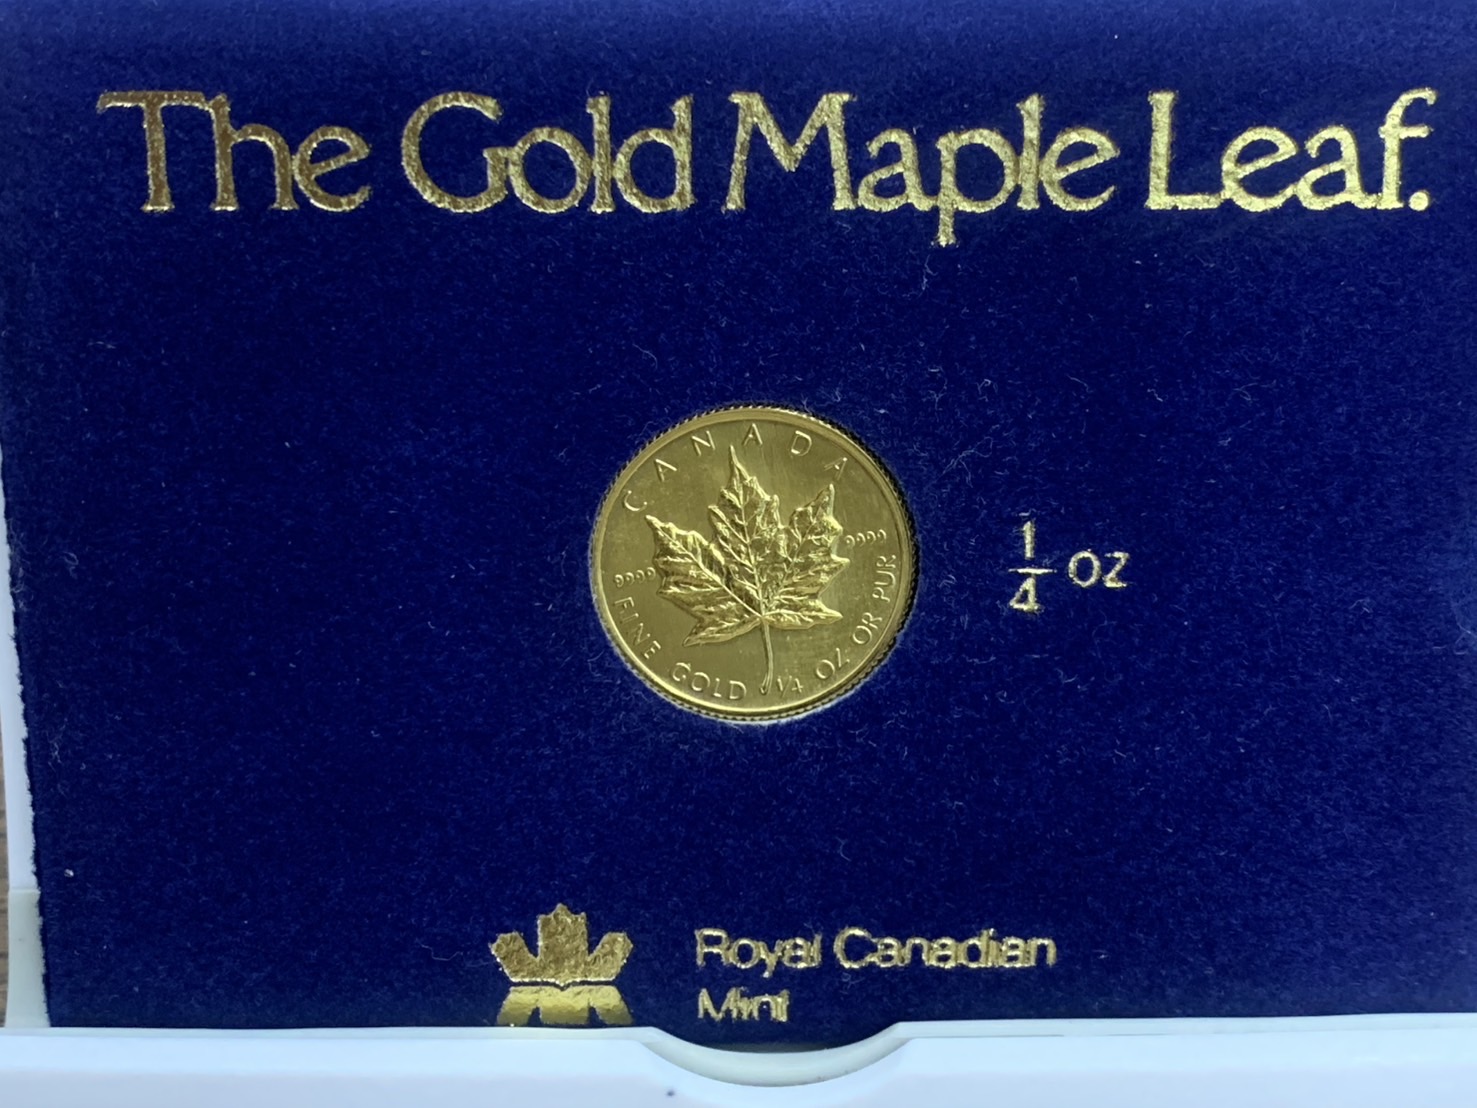 The Gold Maple Leaf.
CANADA
9999
9999
FINE GOLD 1/4 OZ OR PUR
1/4 oz
Royal Canadian
Mint